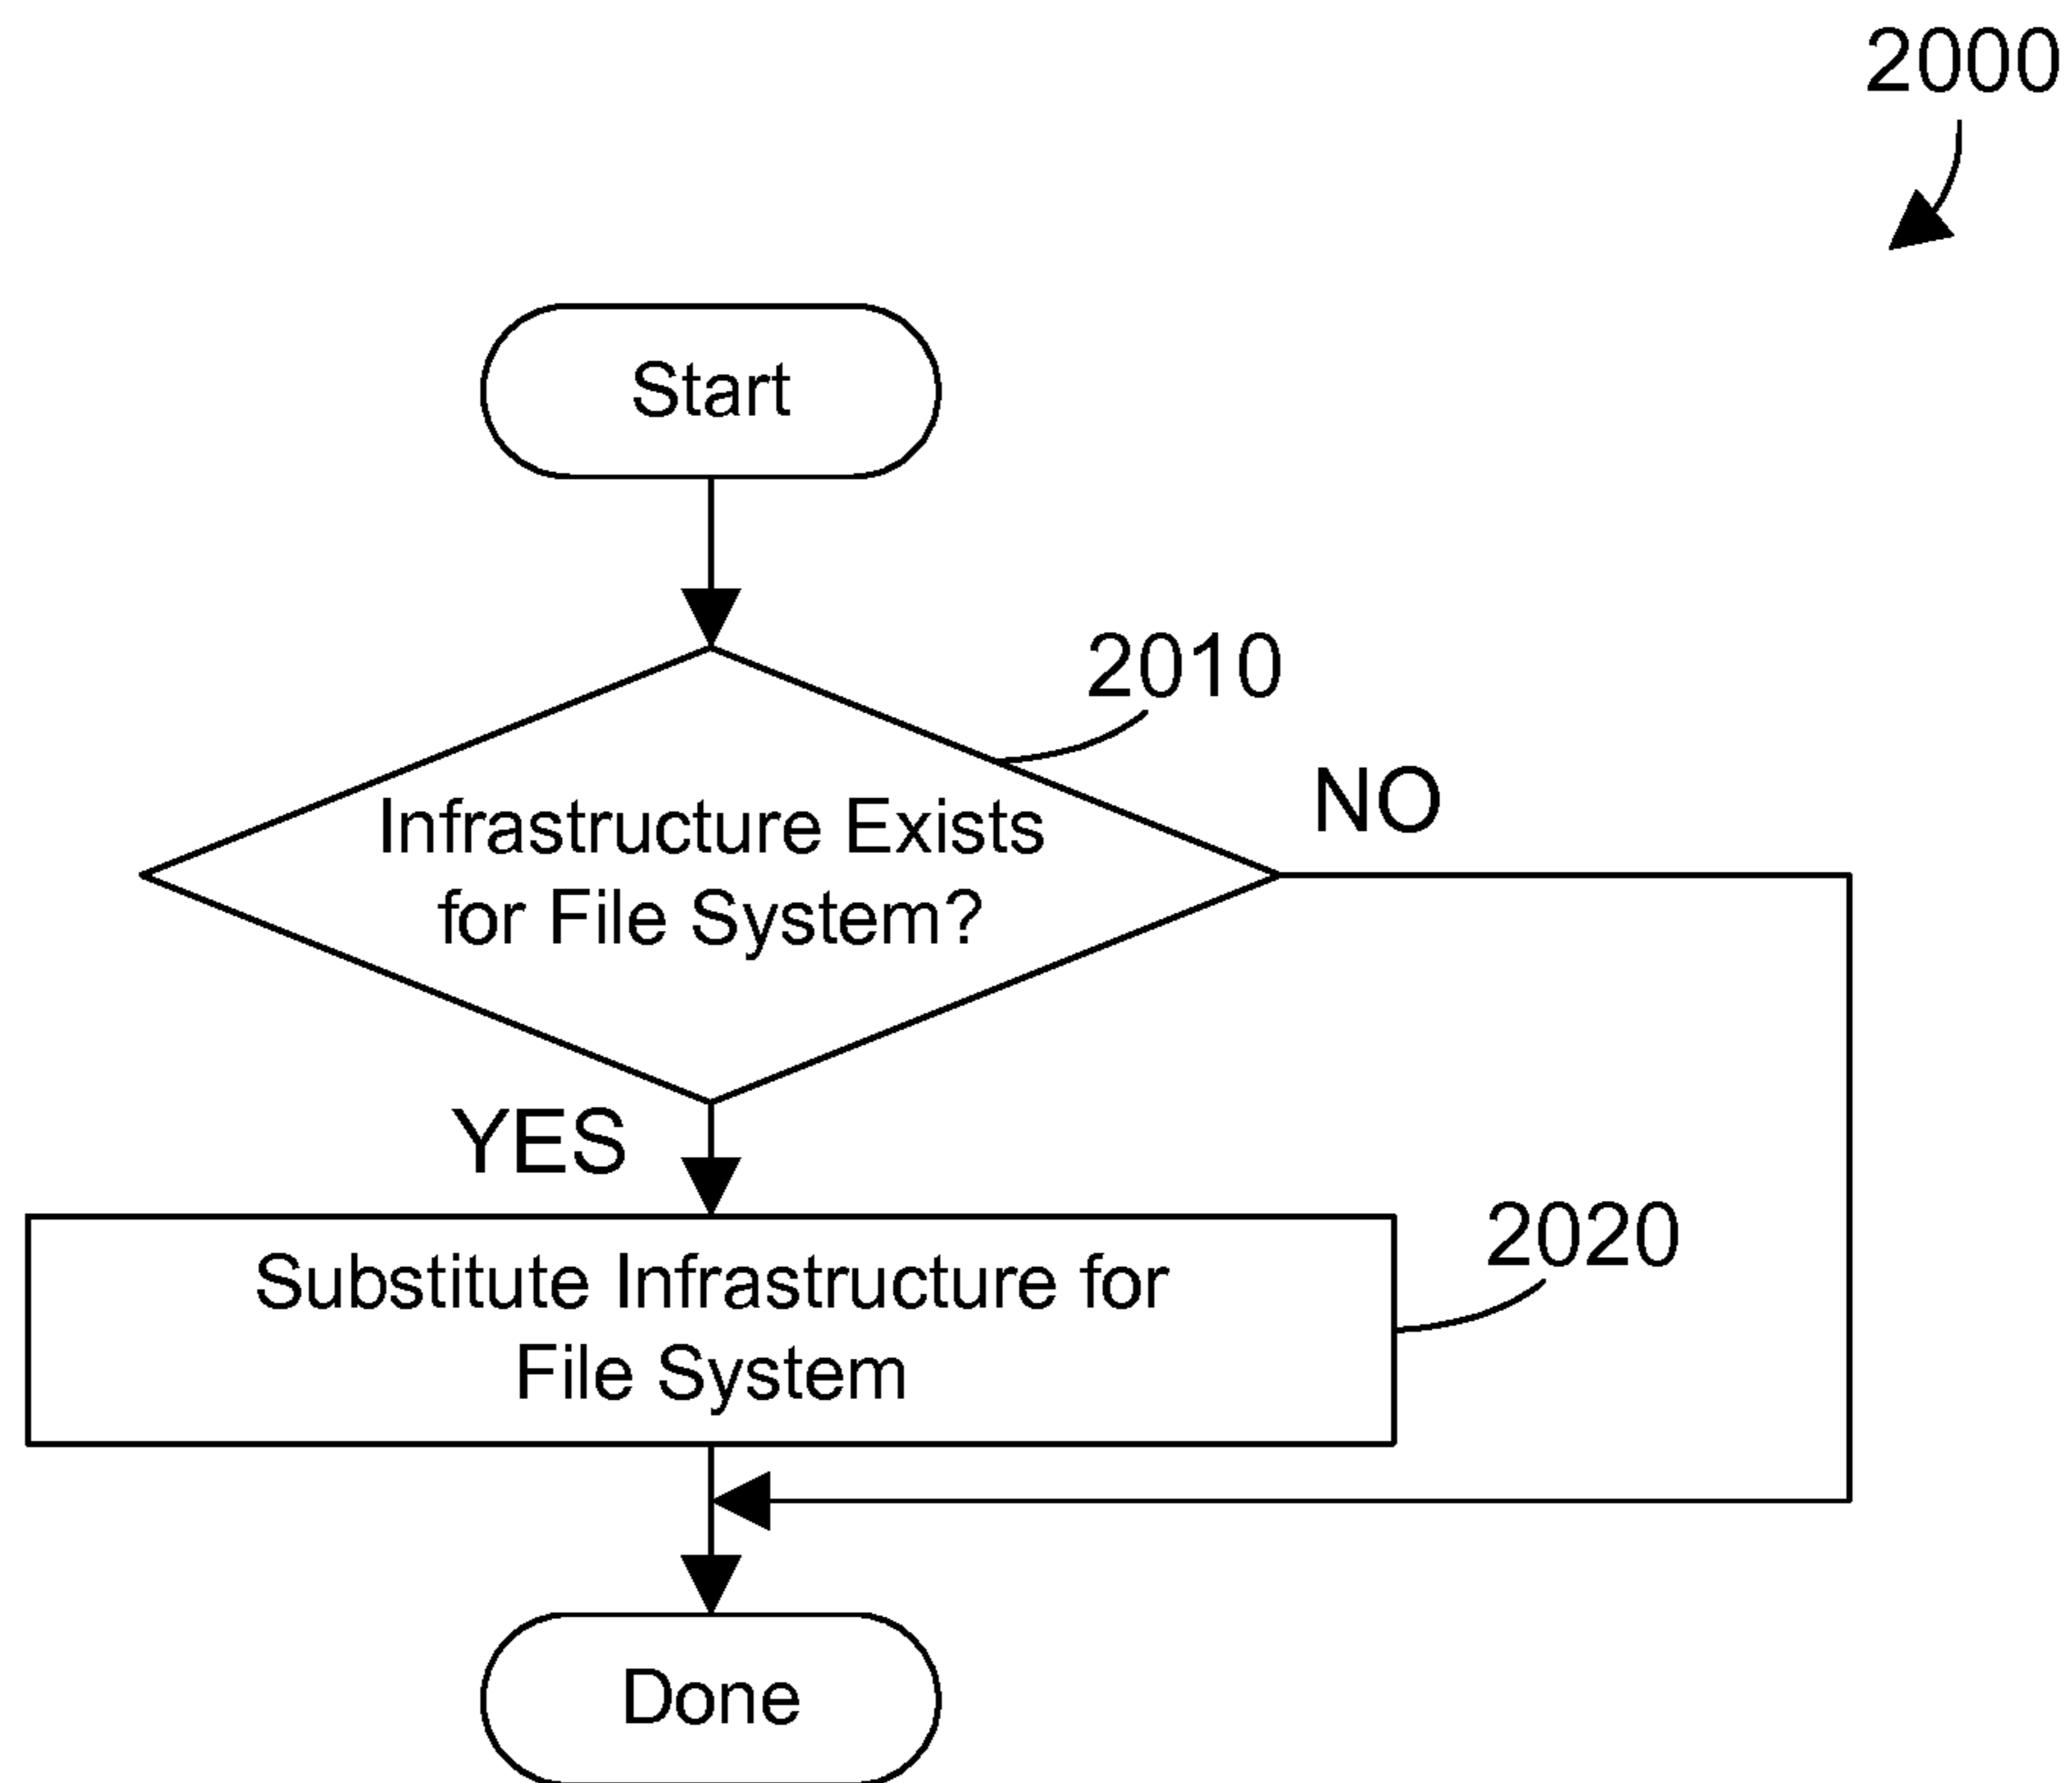 2000
Start
2010
Infrastructure Exists
for File System?
NO
YES
2020
Substitute Infrastructure for
File System
Done